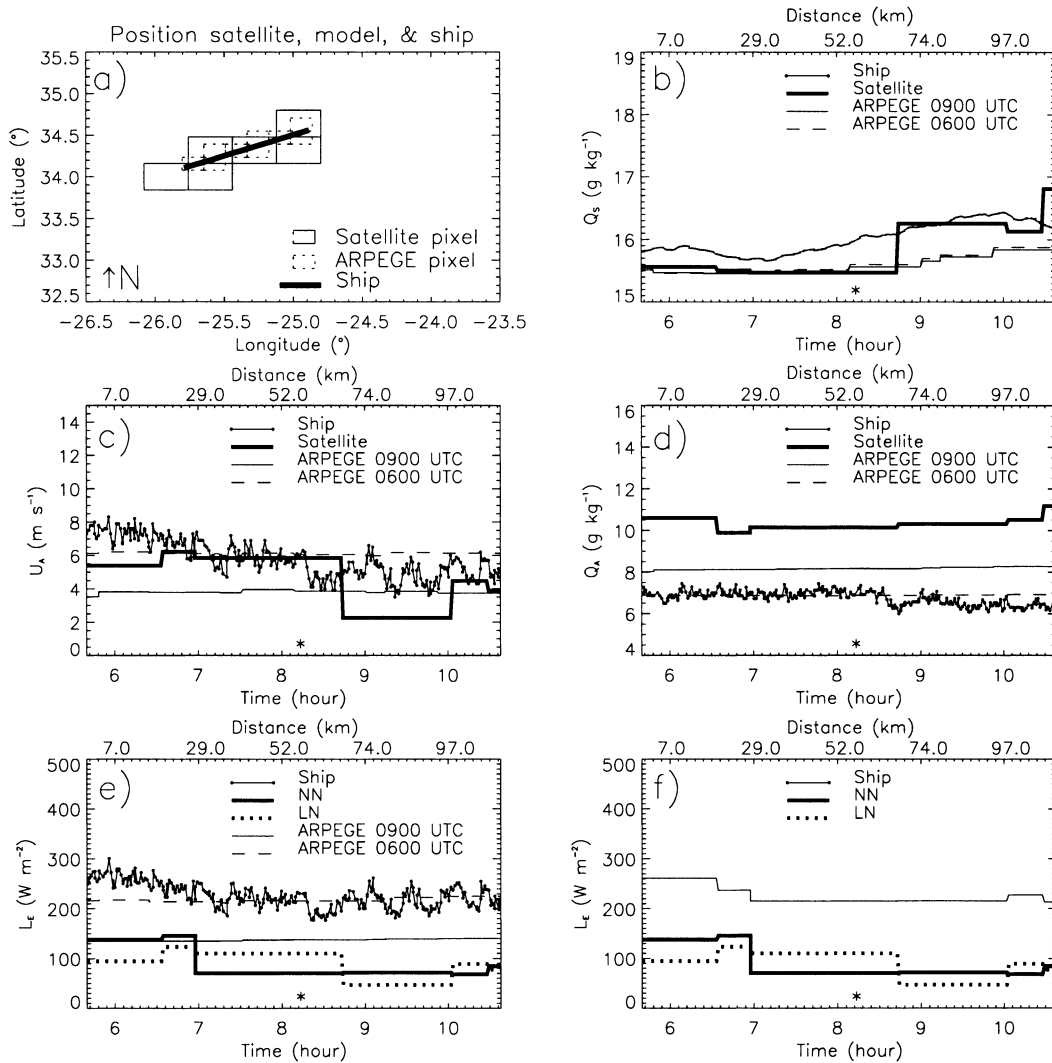 Position satellite, model, & ship
a)
35.5
35.0
34.5
34.0
33.5
33.0
32.5
Latitude (°)
Satellite pixel
ARPEGE pixel
Ship
↑N
-26.5 -26.0 -25.5 -25.0 -24.5 -24.0 -23.5
Longitude (°)
Distance (km)
7.0 29.0 52.0 74.0 97.0
b)
19
18
17
16
15
Qs (g kg⁻¹)
Ship
Satellite
ARPEGE 0900 UTC
ARPEGE 0600 UTC
*
6 7 8 9 10
Time (hour)
Distance (km)
7.0 29.0 52.0 74.0 97.0
c)
14
12
10
8
6
4
2
0
U_A (m s⁻¹)
Ship
Satellite
ARPEGE 0900 UTC
ARPEGE 0600 UTC
*
6 7 8 9 10
Time (hour)
Distance (km)
7.0 29.0 52.0 74.0 97.0
d)
16
14
12
10
8
6
4
Q_A (g kg⁻¹)
Ship
Satellite
ARPEGE 0900 UTC
ARPEGE 0600 UTC
*
6 7 8 9 10
Time (hour)
Distance (km)
7.0 29.0 52.0 74.0 97.0
e)
500
400
300
200
100
0
L_E (W m⁻²)
Ship
NN
LN
ARPEGE 0900 UTC
ARPEGE 0600 UTC
*
6 7 8 9 10
Time (hour)
Distance (km)
7.0 29.0 52.0 74.0 97.0
f)
500
400
300
200
100
0
L_E (W m⁻²)
Ship
NN
LN
*
6 7 8 9 10
Time (hour)